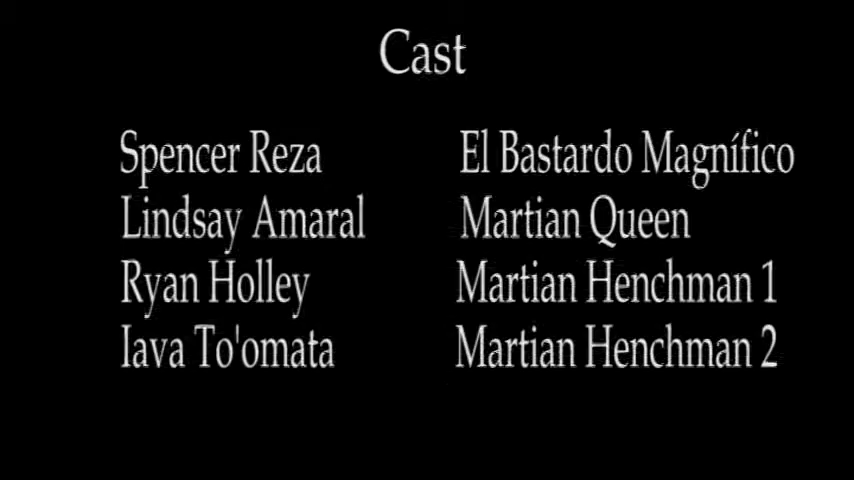 Cast
Spencer Reza El Bastardo Magnífico
Lindsay Amaral Martian Queen
Ryan Holley Martian Henchman 1
Iava To'omata Martian Henchman 2